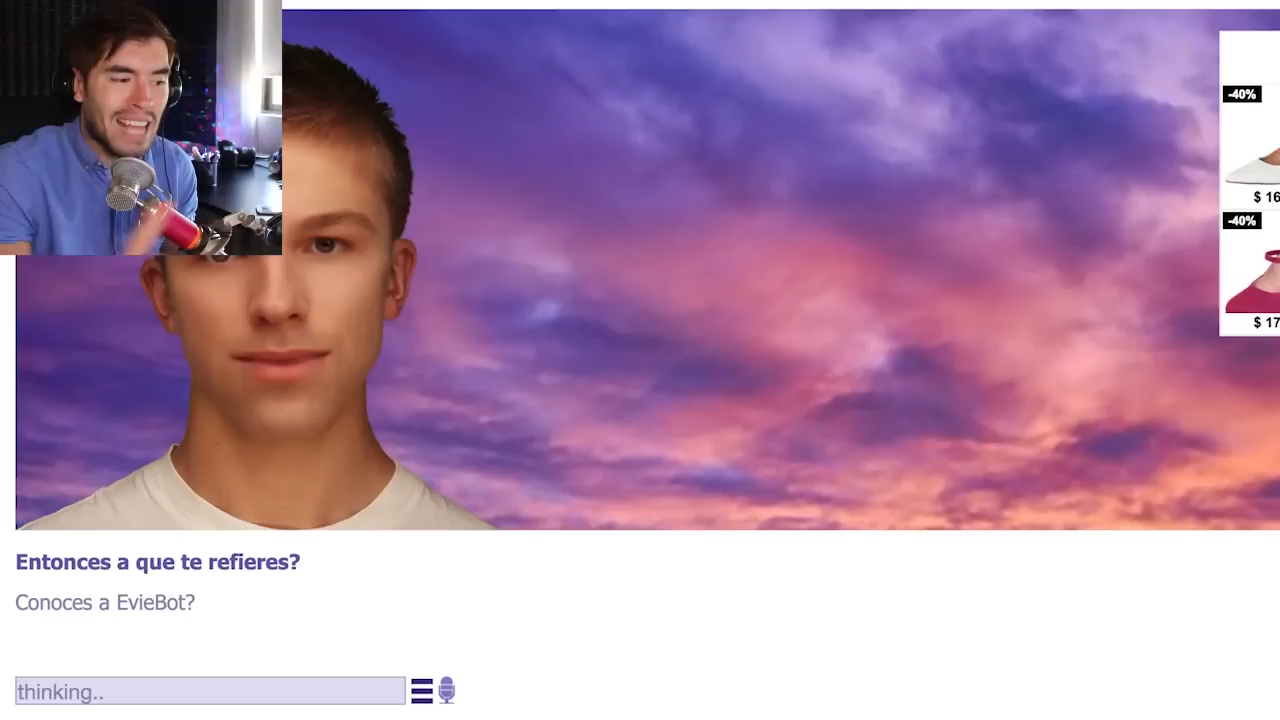 -40%
$ 16
-40%
$ 17
Entonces a que te refieres?
Conoces a EvieBot?
thinking..